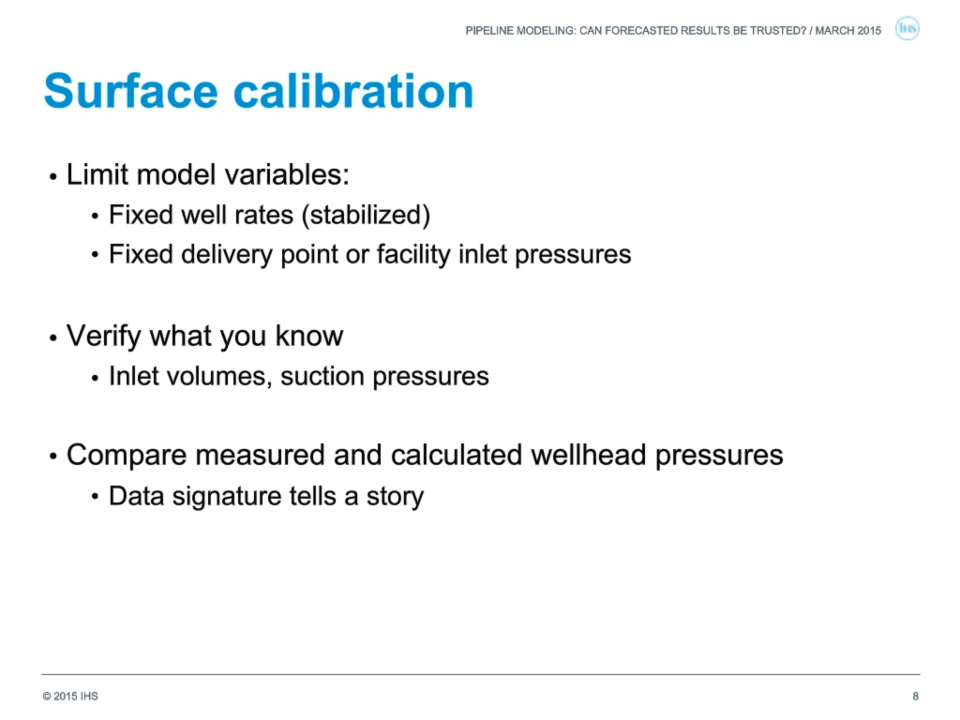 PIPELINE MODELING: CAN FORECASTED RESULTS BE TRUSTED? / MARCH 2015
IHS
Surface calibration
• Limit model variables:
• Fixed well rates (stabilized)
• Fixed delivery point or facility inlet pressures
• Verify what you know
• Inlet volumes, suction pressures
• Compare measured and calculated wellhead pressures
• Data signature tells a story
© 2015 IHS
8